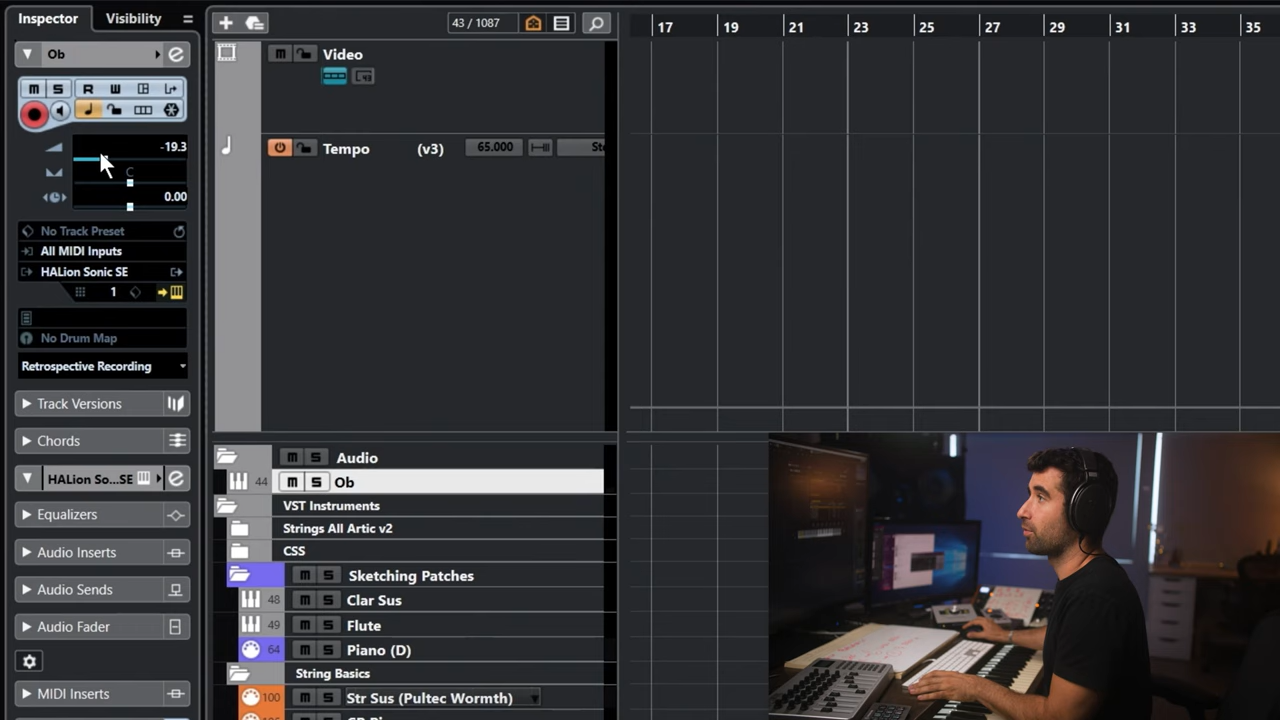 Inspector
Visibility
Ob
M S R W
-19.3
C
0.00
No Track Preset
All MIDI Inputs
HALion Sonic SE
1
No Drum Map
Retrospective Recording
Track Versions
Chords
HALion So...SE
Equalizers
Audio Inserts
Audio Sends
Audio Fader
MIDI Inserts
43 / 1087
17 19 21 23 25 27 29 31 33 35
M Video
Tempo (v3) 65.000
M S Audio
44 M S Ob
VST Instruments
Strings All Artic v2
CSS
M S Sketching Patches
48 M S Clar Sus
49 M S Flute
64 M S Piano (D)
String Basics
100 M S Str Sus (Pultec Wormth)